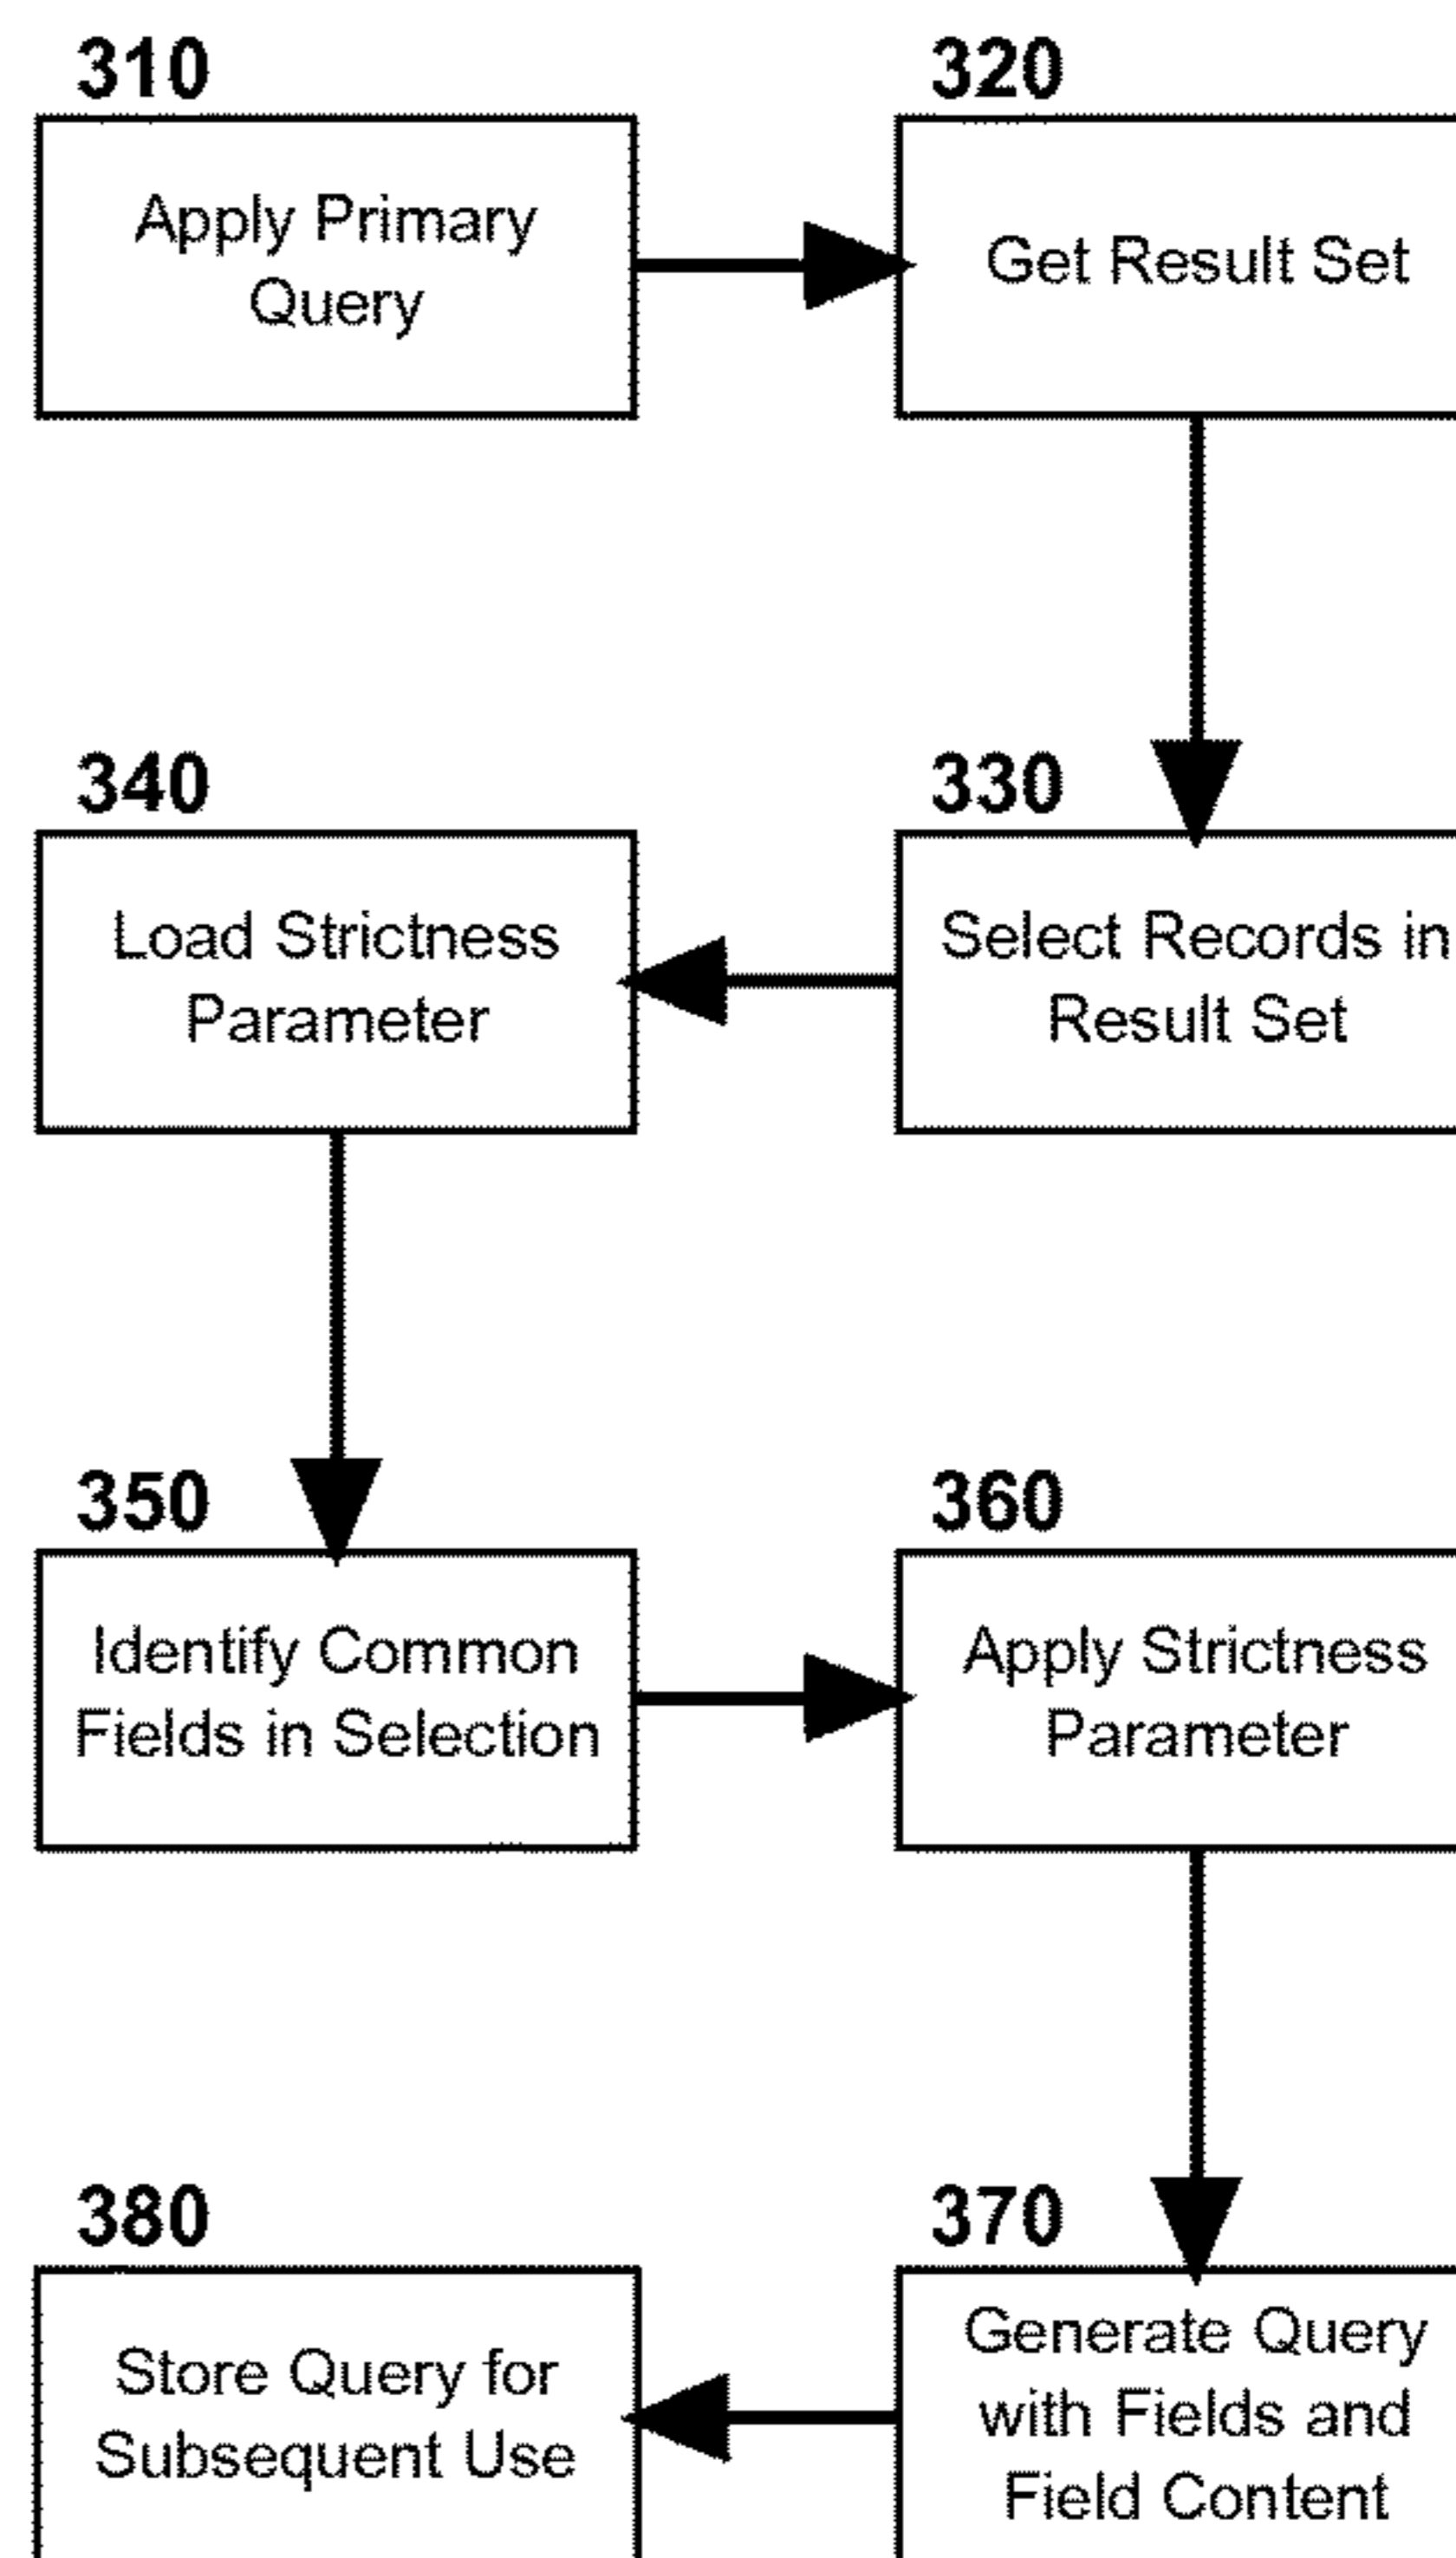 310
Apply Primary
Query
320
Get Result Set
330
Select Records in
Result Set
340
Load Strictness
Parameter
350
Identify Common
Fields in Selection
360
Apply Strictness
Parameter
370
Generate Query
with Fields and
Field Content
380
Store Query for
Subsequent Use